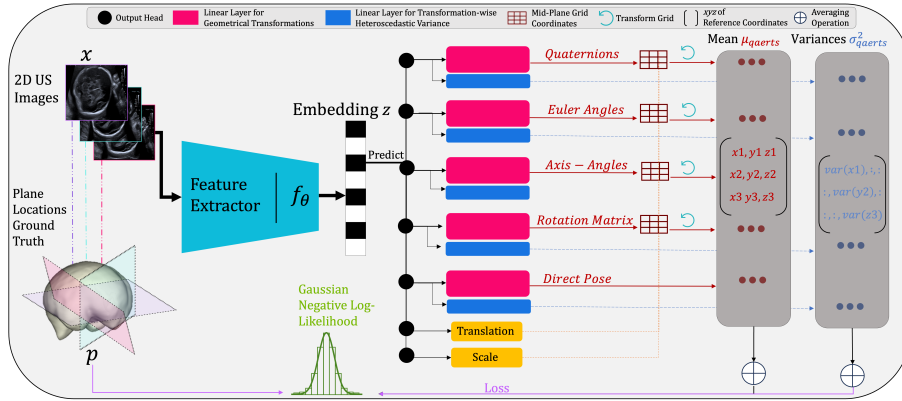 Output Head
Linear Layer for
Geometrical Transformations
Linear Layer for Transformation-wise
Heteroscedastic Variance
Mid-Plane Grid
Coordinates
Transform Grid
xyz of
Reference Coordinates
Averaging
Operation
x
2D US
Images
Plane
Locations
Ground
Truth
p
Feature
Extractor
fθ
Embedding z
Predict
Gaussian
Negative Log-
Likelihood
Quaternions
Euler Angles
Axis − Angles
Rotation Matrix
Direct Pose
Translation
Scale
Mean μqaerts
x1, y1 z1
x2, y2, z2
x3 y3, z3
Variances σ²qaerts
var(x1), :, :
:, var(y2), :
:, :, var(z3)
Loss